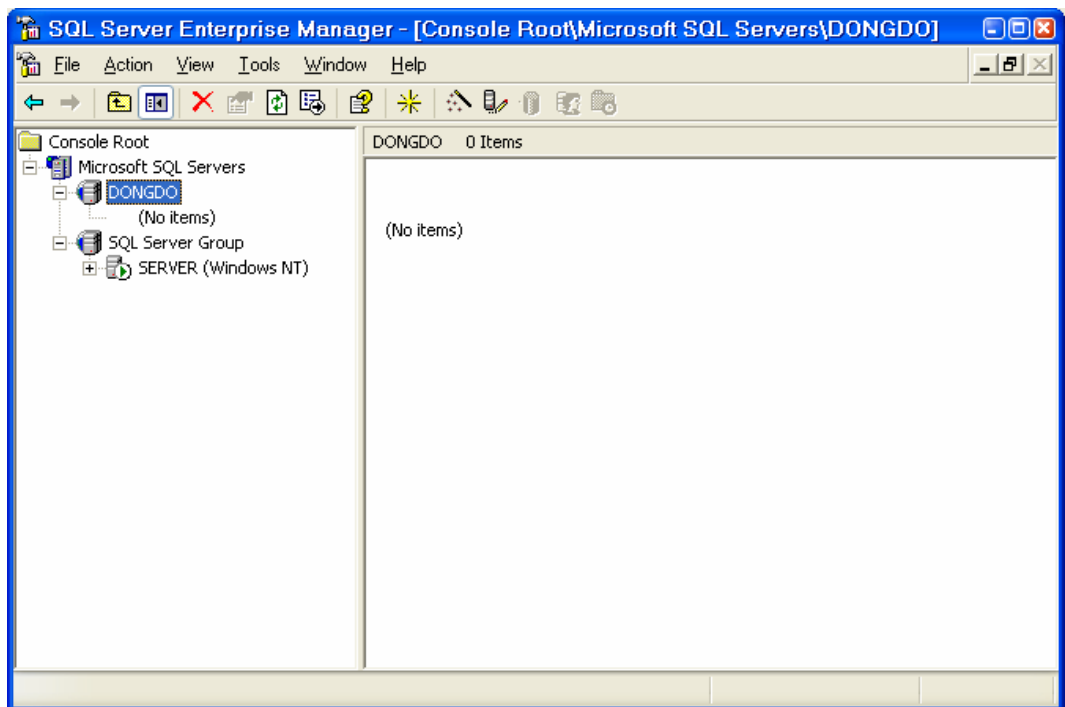 SQL Server Enterprise Manager - [Console Root\Microsoft SQL Servers\DONGDO]
File Action View Tools Window Help
Console Root
Microsoft SQL Servers
DONGDO
(No items)
SQL Server Group
SERVER (Windows NT)
DONGDO 0 Items
(No items)